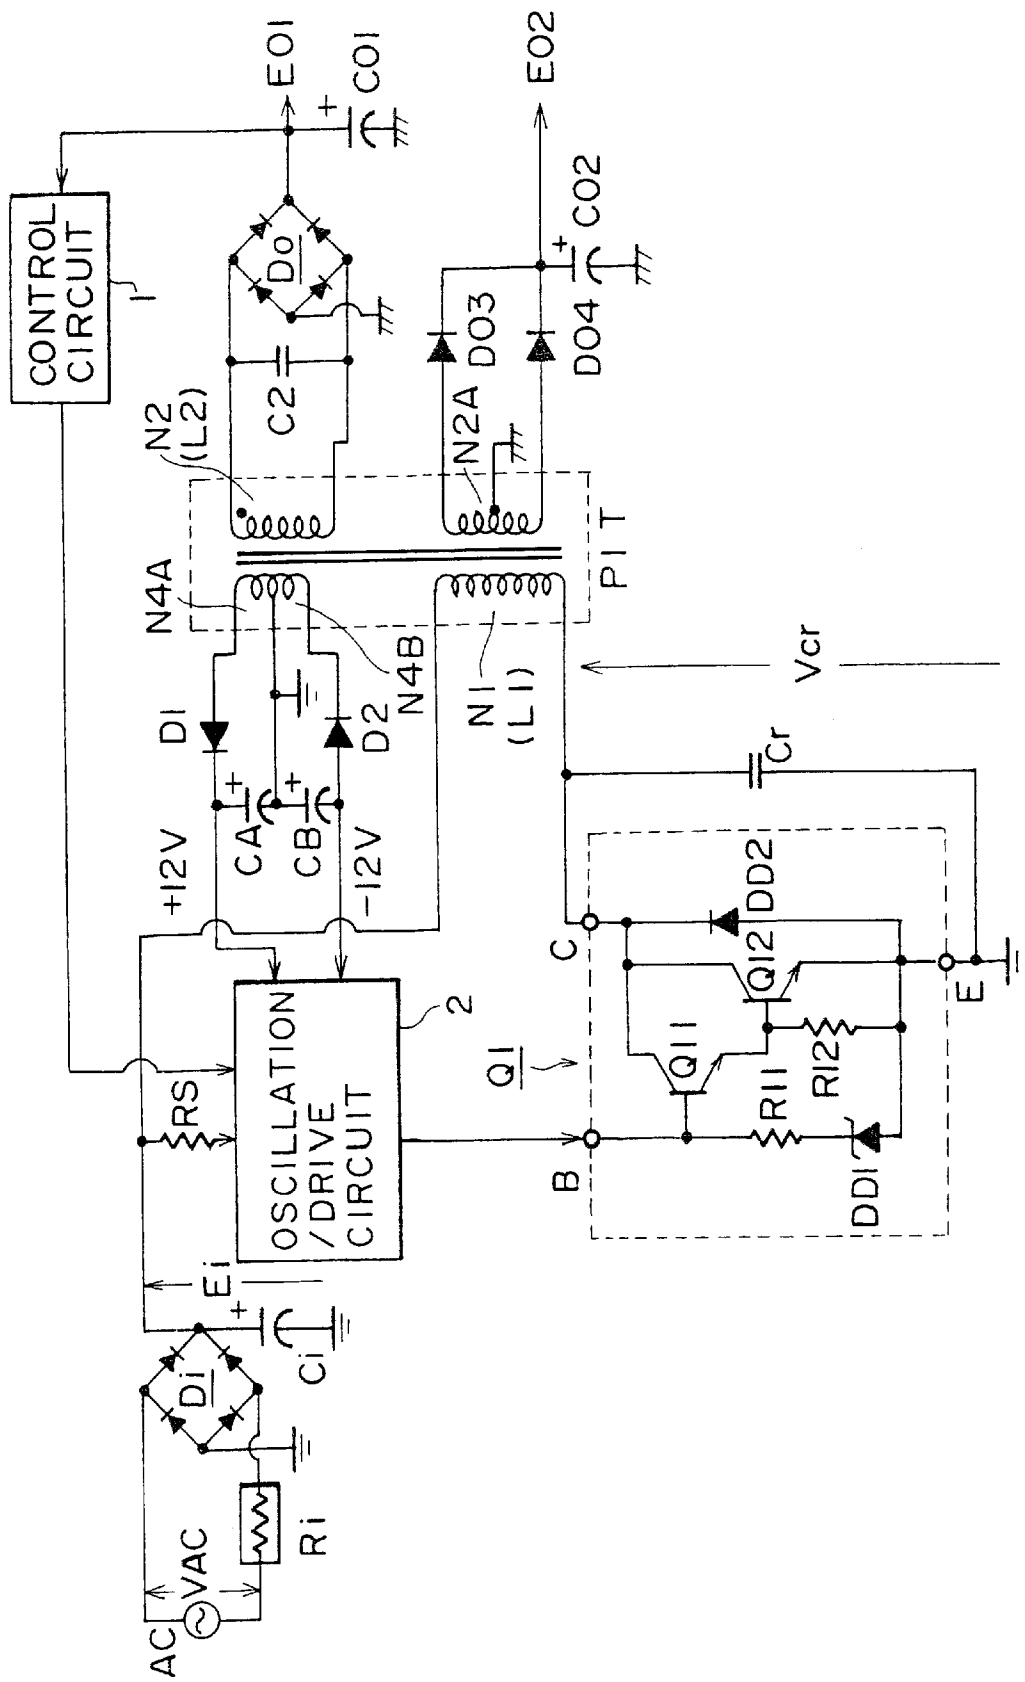 CONTROL
CIRCUIT
1
EO1
CO1
+
Do
C2
N2
(L2)
EO2
CO2
+
DO3
DO4
N2A
PIT
N4A
N4B
N1
(L1)
D1
D2
CA
+
CB
+
+12V
-12V
Vcr
Cr
OSCILLATION
/DRIVE
CIRCUIT
2
RS
Q1
C
B
E
DD2
Q12
Q11
R11
R12
DD1
Ei
+
Ci
Di
Ri
VAC
AC